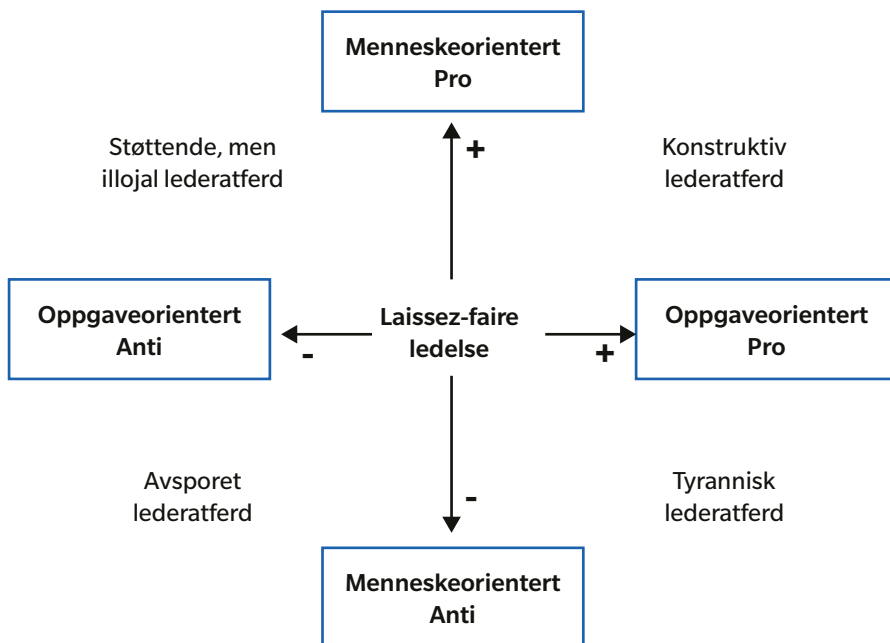 Menneskeorientert
Pro
Støttende, men
illojal lederatferd
+
Konstruktiv
lederatferd
Oppgaveorientert
Anti
-
Laissez-faire
ledelse
+
Oppgaveorientert
Pro
Avsporet
lederatferd
-
Tyrannisk
lederatferd
Menneskeorientert
Anti